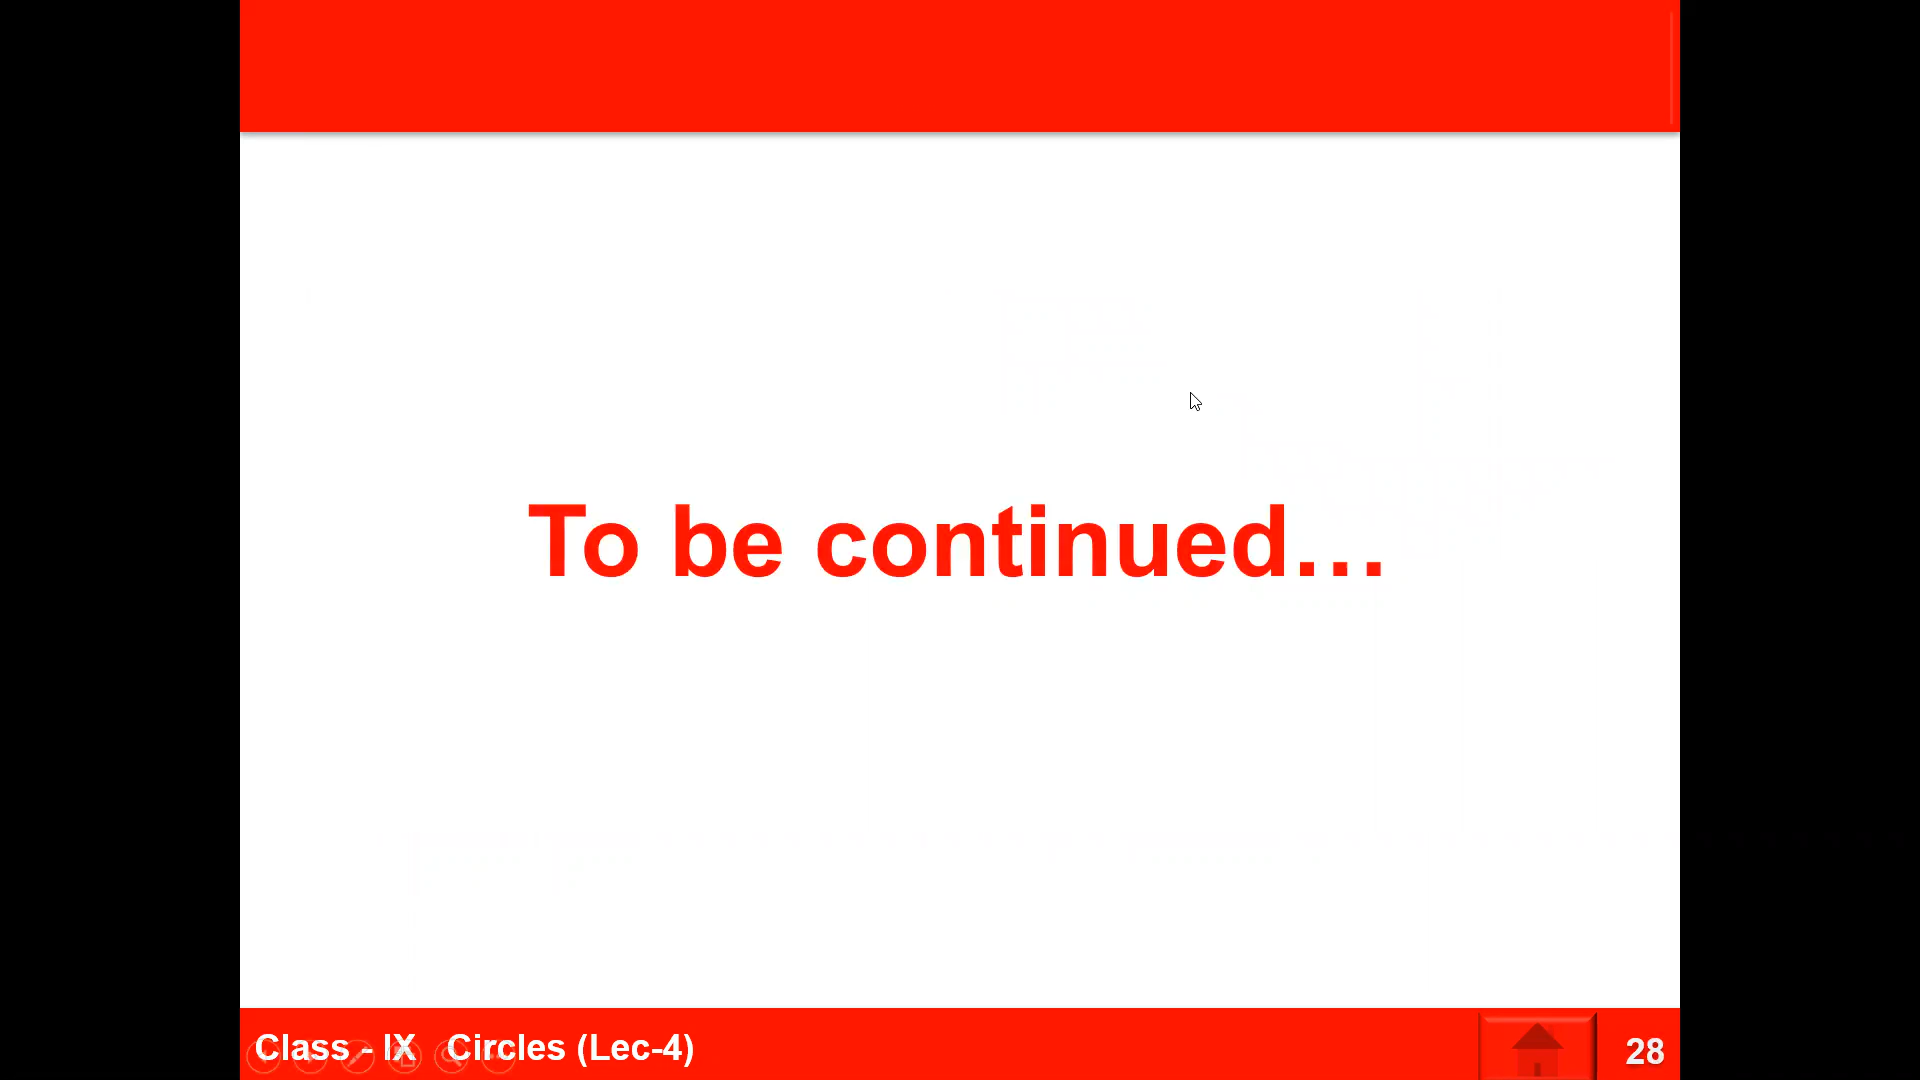 To be continued...
Class - IX Circles (Lec-4)
28